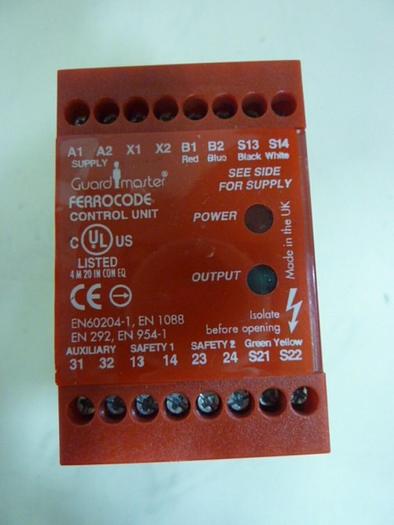 A1 A2 X1 X2 B1 B2 S13 S14
SUPPLY Red Blue Black White
Guardmaster®
FERROCODE
CONTROL UNIT
SEE SIDE
FOR SUPPLY
POWER
C UL US
LISTED
4 M 20 IN CON EQ
OUTPUT
Made in the UK
CE
Isolate
before opening
EN60204-1, EN 1088
EN 292, EN 954-1
AUXILIARY SAFETY 1 SAFETY 2 Green Yellow
31 32 13 14 23 24 S21 S22